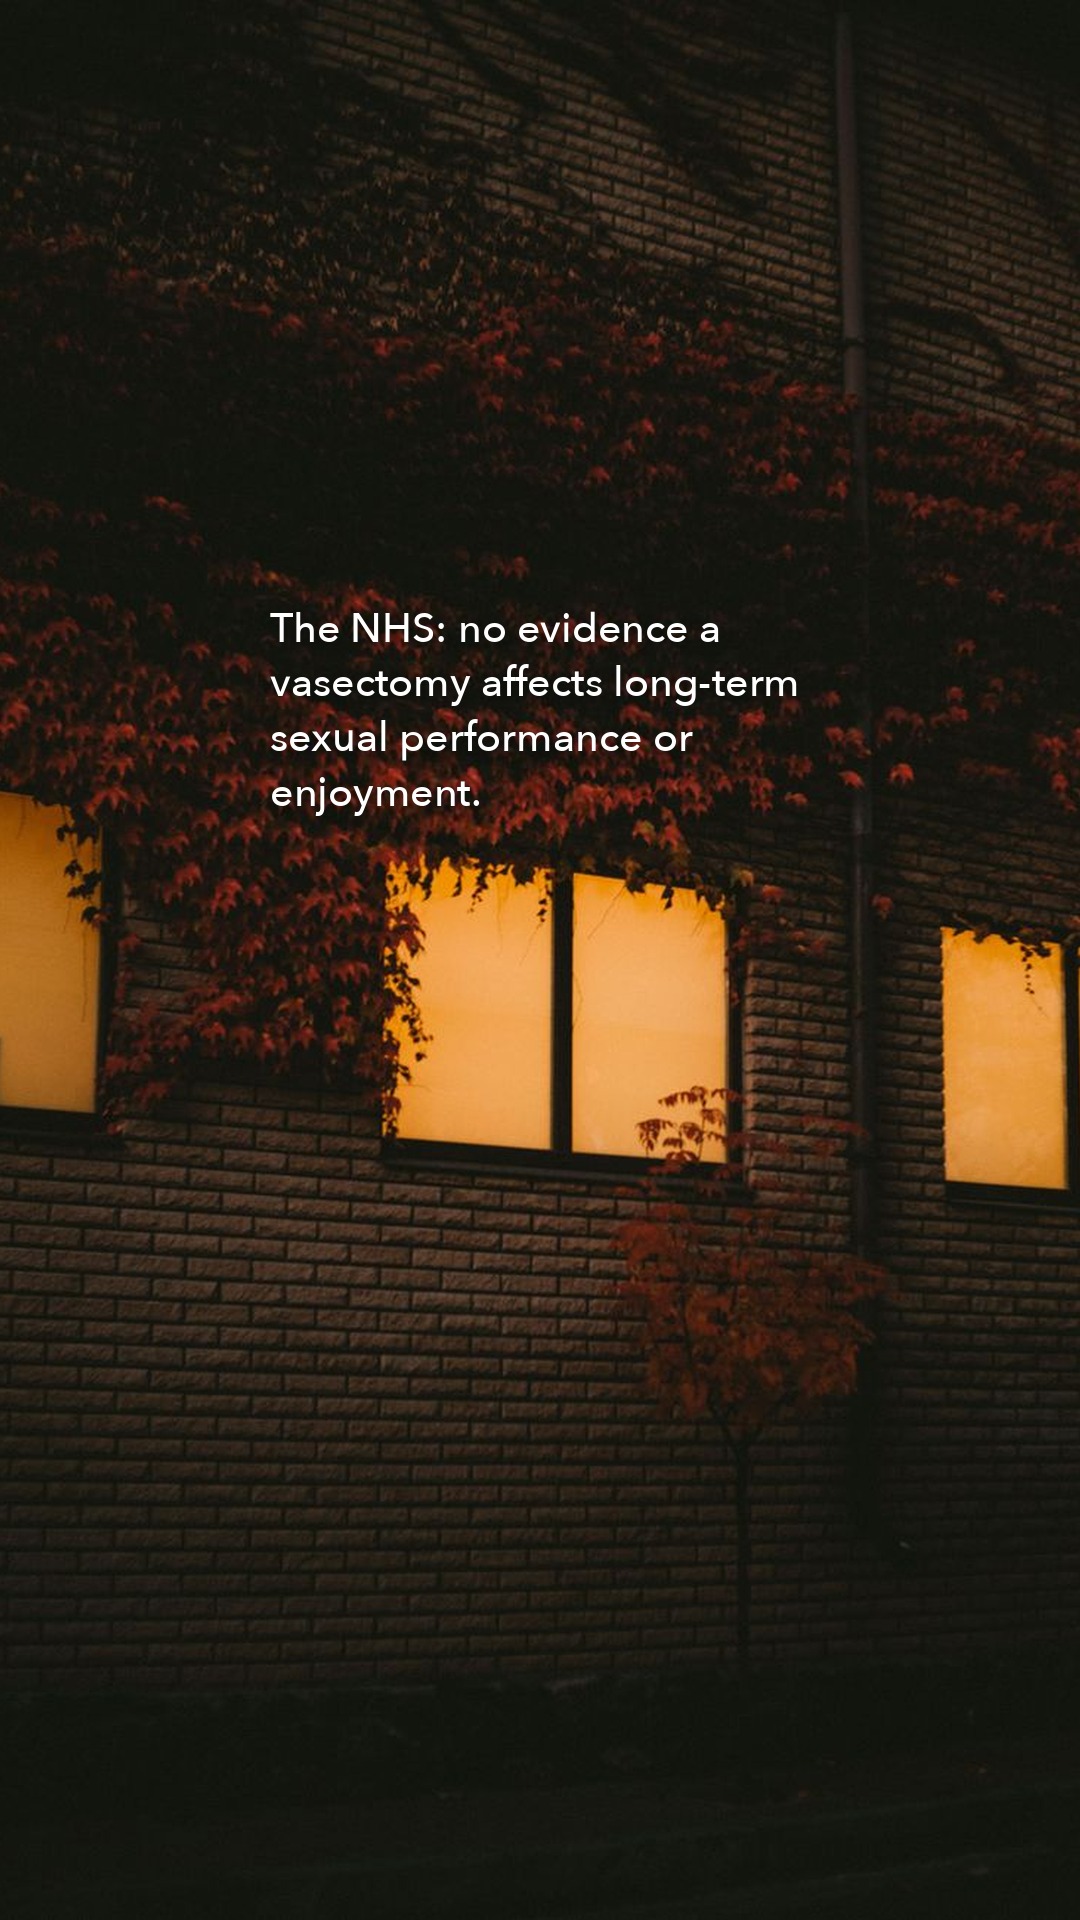 The NHS: no evidence a
vasectomy affects long-term
sexual performance or
enjoyment.